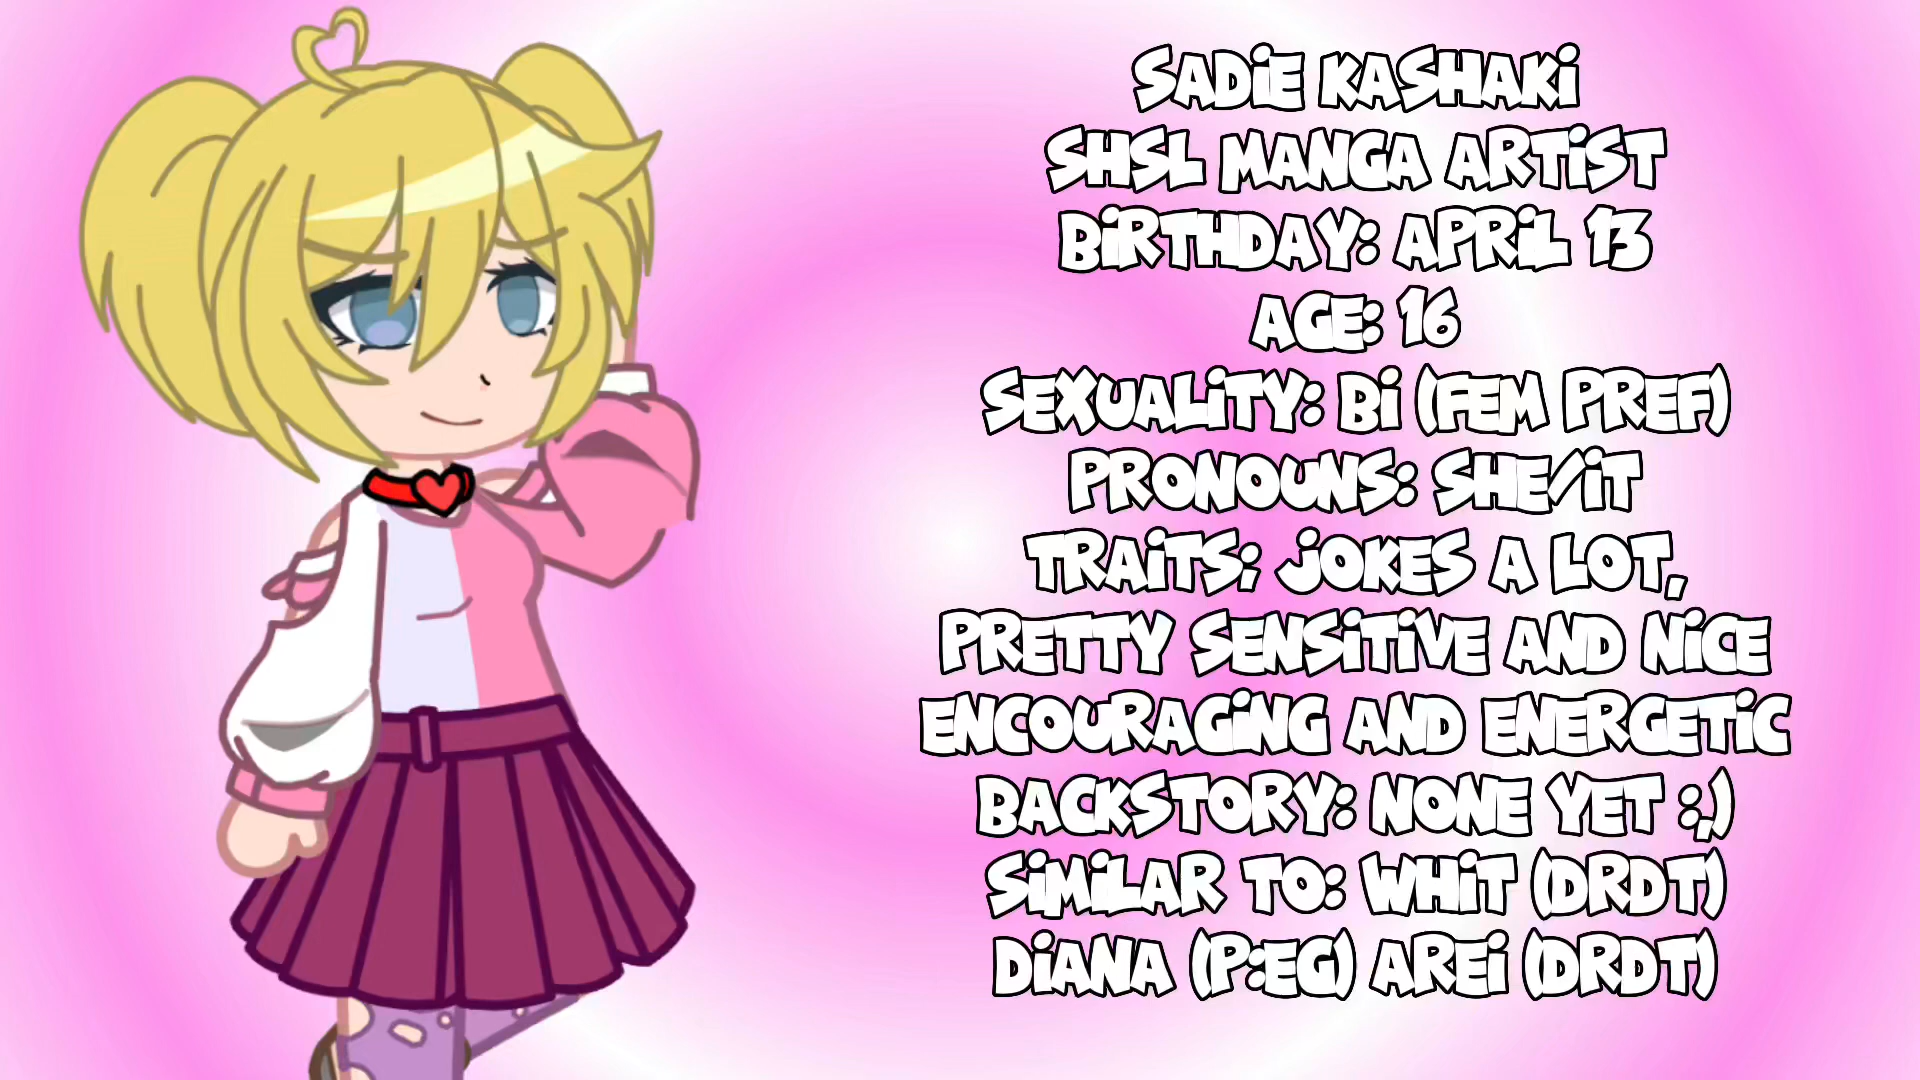 SADiE KASHAKi
SHSL MANGA ARTiST
BiRTHDAY: APRiL 13
AGE: 16
SEXUALiTY: Bi (FEM PREF)
PRONOUNS: SHE/iT
TRAiTS; JOKES A LOT,
PRETTY SENSiTiVE AND NiCE
ENCOURAGiNG AND ENERGETiC
BACKSTORY: NONE YET :,)
SiMiLAR TO: WHiT (DRDT)
DiANA (P:EG) AREi (DRDT)